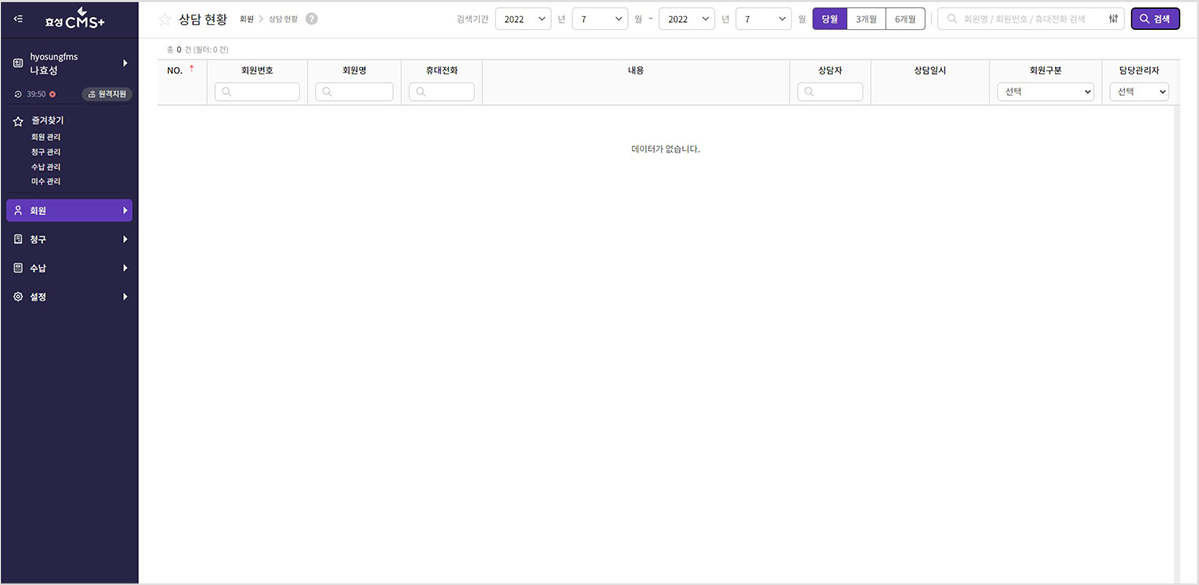 효성 CMS+
hyosungfms
나효성
39:50 원격지원
즐겨찾기
회원 관리
청구 관리
수납 관리
미수 관리
회원
청구
수납
설정
상담 현황 회원 상담 현황 ?
검색기간 2022 년 7 월 ~ 2022 년 7 월 당월 3개월 6개월 회원명 / 회원번호 / 휴대전화 검색 검색
총 0 건 (필터: 0 건)
NO. ↑ 회원번호 회원명 휴대전화 내용 상담자 상담일시 회원구분 담당관리자
선택 선택
데이터가 없습니다.